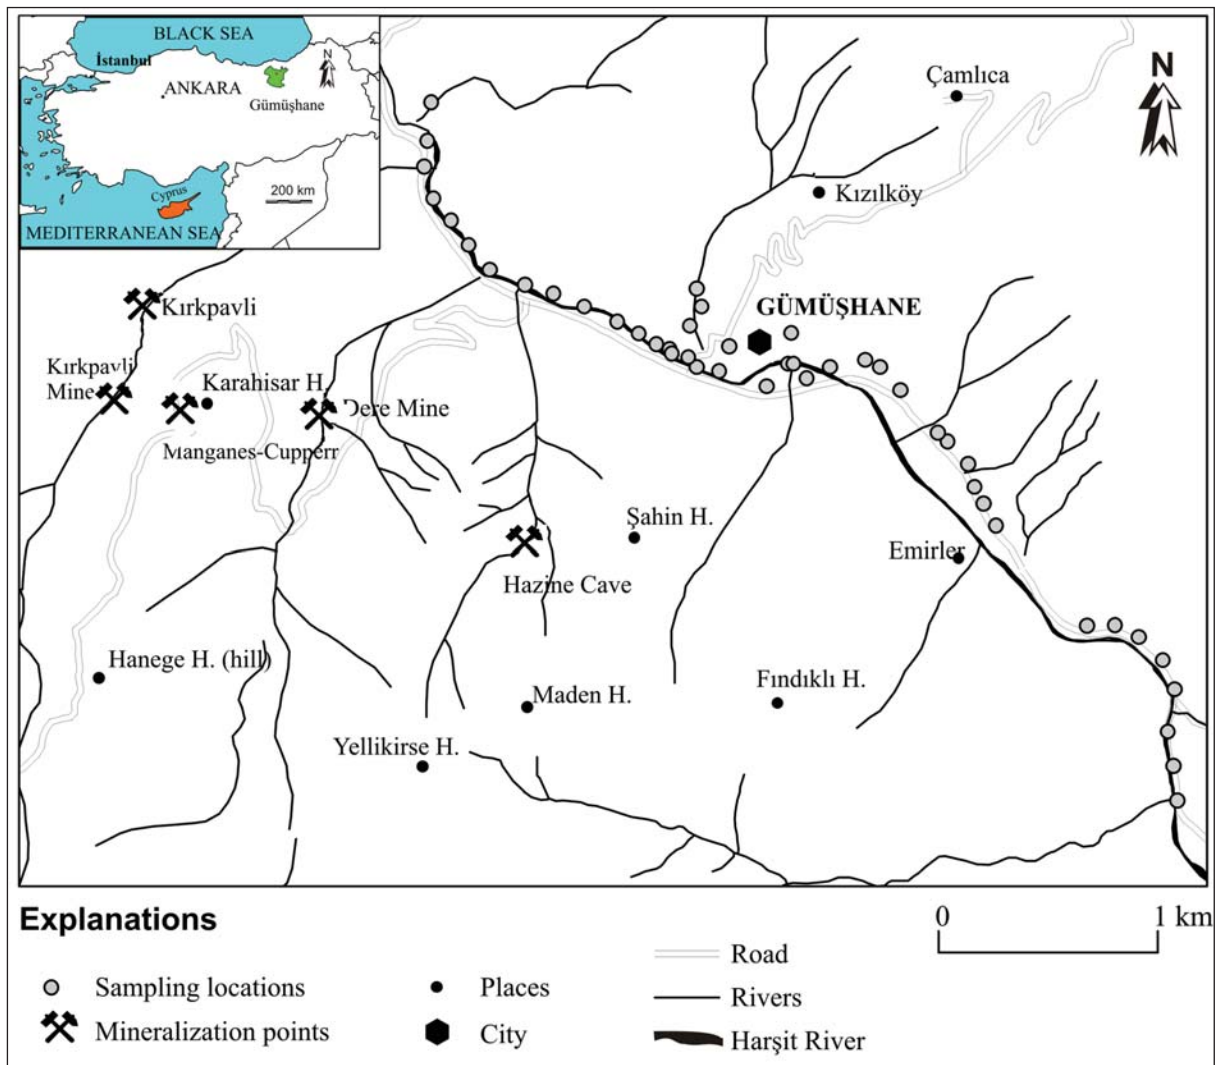 BLACK SEA
İstanbul
N
ANKARA
Gümüşhane
Cyprus
200 km
MEDITERRANEAN SEA
Çamlıca
N
Kızılköy
GÜMÜŞHANE
Kırkpavli
Kırkpavli
Mine
Karahisar H.
Dere Mine
Manganes-Cupperr
Şahin H.
Emirler
Hazine Cave
Hanege H. (hill)
Maden H.
Fındıklı H.
Yellikirse H.
Explanations
0 1 km
Sampling locations
Mineralization points
Places
City
Road
Rivers
Harşit River